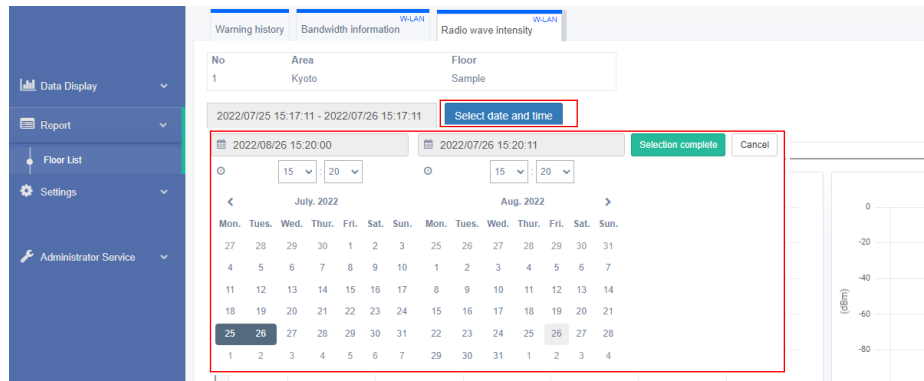 Data Display
Report
Floor List
Settings
Administrator Service
Warning history
W-LAN
Bandwidth information
W-LAN
Radio wave intensity
No Area Floor
1 Kyoto Sample
2022/07/25 15:17:11 - 2022/07/26 15:17:11 Select date and time
2022/08/26 15:20:00 2022/07/26 15:20:11 Selection complete Cancel
15 : 20 15 : 20
July. 2022 Aug. 2022
Mon. Tues. Wed. Thur. Fri. Sat. Sun. Mon. Tues. Wed. Thur. Fri. Sat. Sun.
27 28 29 30 1 2 3 25 26 27 28 29 30 31
4 5 6 7 8 9 10 1 2 3 4 5 6 7
11 12 13 14 15 16 17 8 9 10 11 12 13 14
18 19 20 21 22 23 24 15 16 17 18 19 20 21
25 26 27 28 29 30 31 22 23 24 25 26 27 28
1 2 3 4 5 6 7 29 30 31 1 2 3 4
0
-20
-40
-60
-80
(dBm)